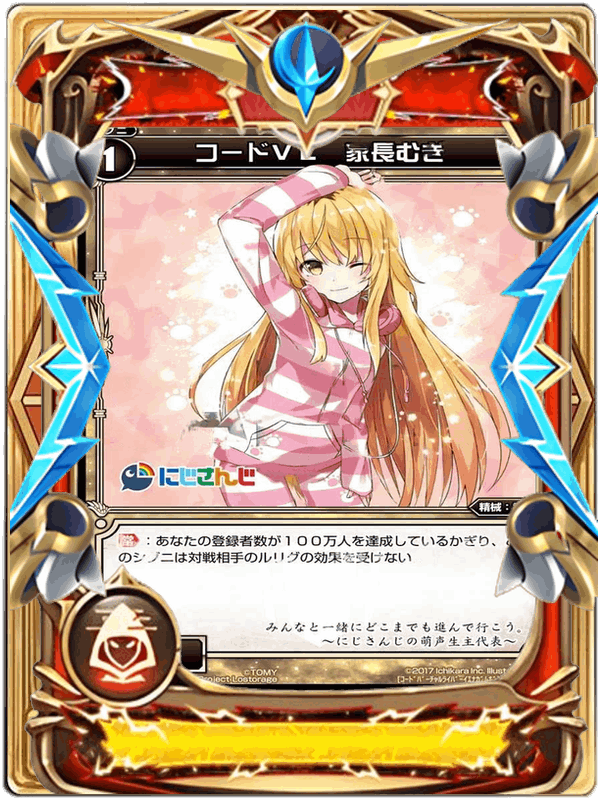 1
コードVL 家長むぎ
にじさんじ
精械：
：あなたの登録者数が１００万人を達成しているかぎり、
のシグニは対戦相手のルリグの効果を受けない
みんなと一緒にどこまでも進んで行こう。
～にじさんじの萌声生主代表～
©TOMY
Project Lostorage
©2017 Ichikara Inc. Illust